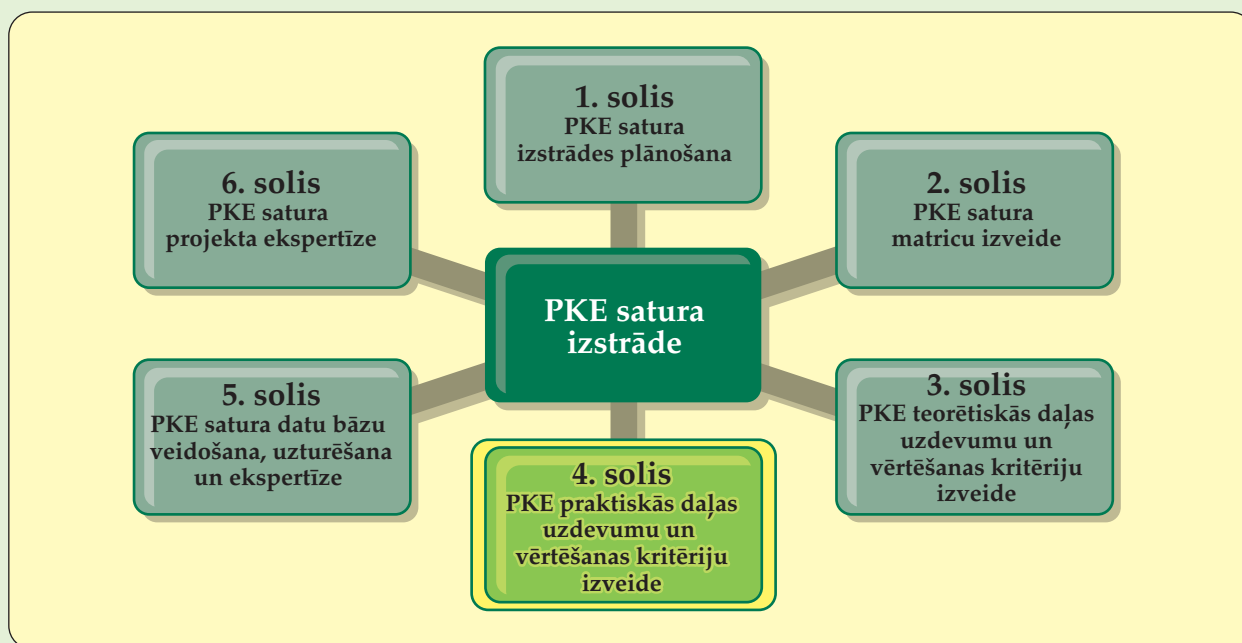 1. solis
PKE satura
izstrādes plānošana
6. solis
PKE satura
projekta ekspertīze
2. solis
PKE satura
matricu izveide
PKE satura
izstrāde
5. solis
PKE satura datu bāzu
veidošana, uzturēšana
un ekspertīze
3. solis
PKE teorētiskās daļas
uzdevumu un
vērtēšanas kritēriju
izveide
4. solis
PKE praktiskās daļas
uzdevumu un
vērtēšanas kritēriju
izveide